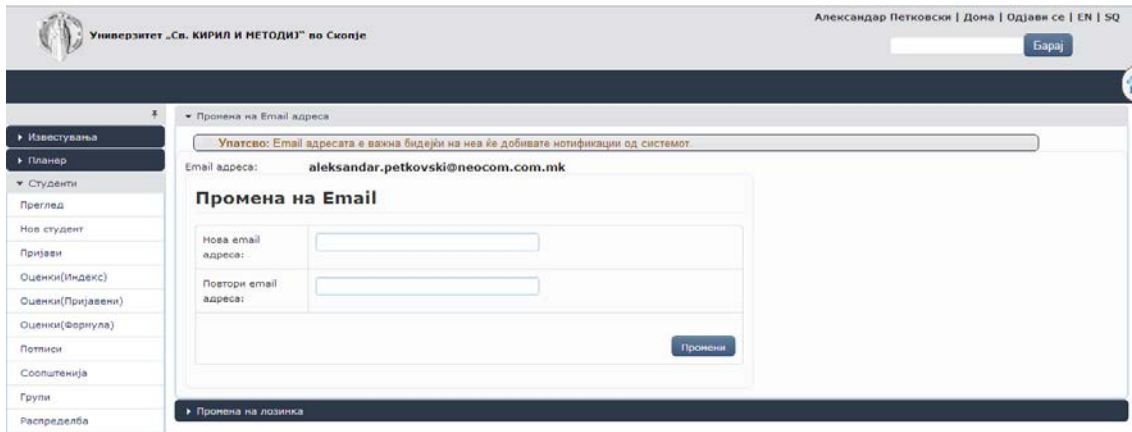 Александар Петковски | Дома | Одјави се | EN | SQ
Универзитет „Св. КИРИЛ И МЕТОДИЈ" во Скопје
Барај
Промена на Email адреса
Известувања
Упатсво: Email адресата е важна бидејќи на неа ќе добивате нотификации од системот.
Планер
Email адреса: aleksandar.petkovski@neocom.com.mk
Студенти
Преглед
Нов студент
Пријави
Оценки(Индекс)
Оценки(Пријавени)
Оценки(Формула)
Потписи
Соопштенија
Групи
Распределба
Промена на Email
Нова email
адреса:
Повтори email
адреса:
Промени
Промена на лозинка